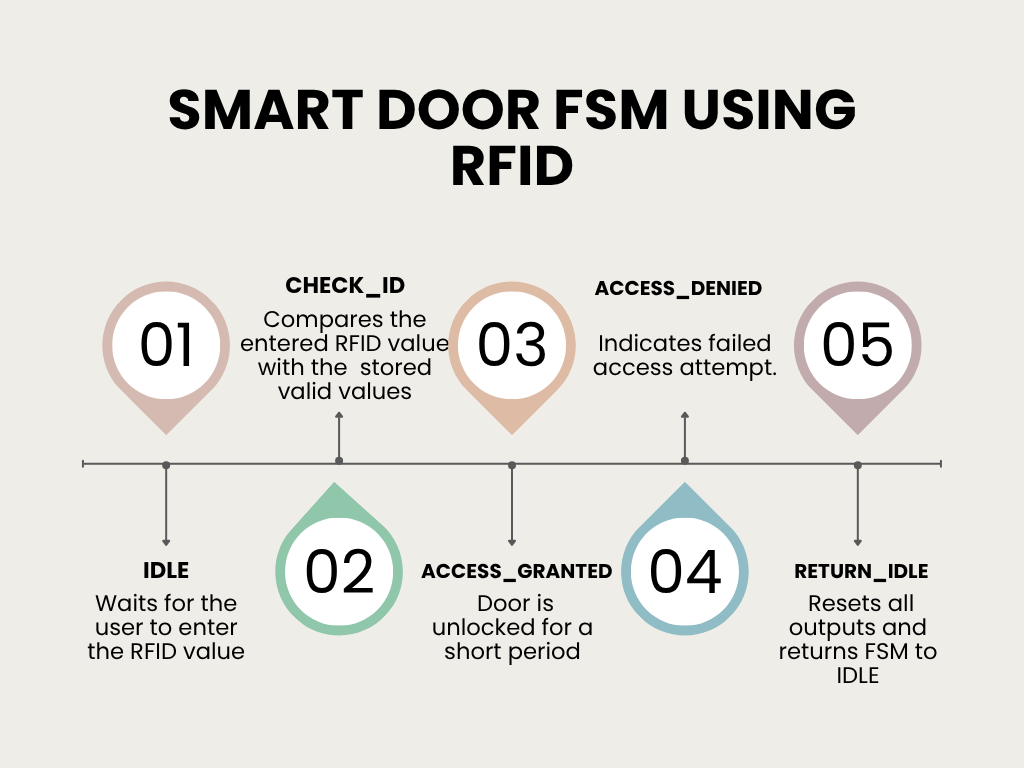 SMART DOOR FSM USING
RFID
01
IDLE
Waits for the
user to enter
the RFID value
CHECK_ID
Compares the
entered RFID value
with the  stored
valid values
02
03
ACCESS_GRANTED
Door is
unlocked for a
short period
ACCESS_DENIED
Indicates failed
access attempt.
04
05
RETURN_IDLE
Resets all
outputs and
returns FSM to
IDLE